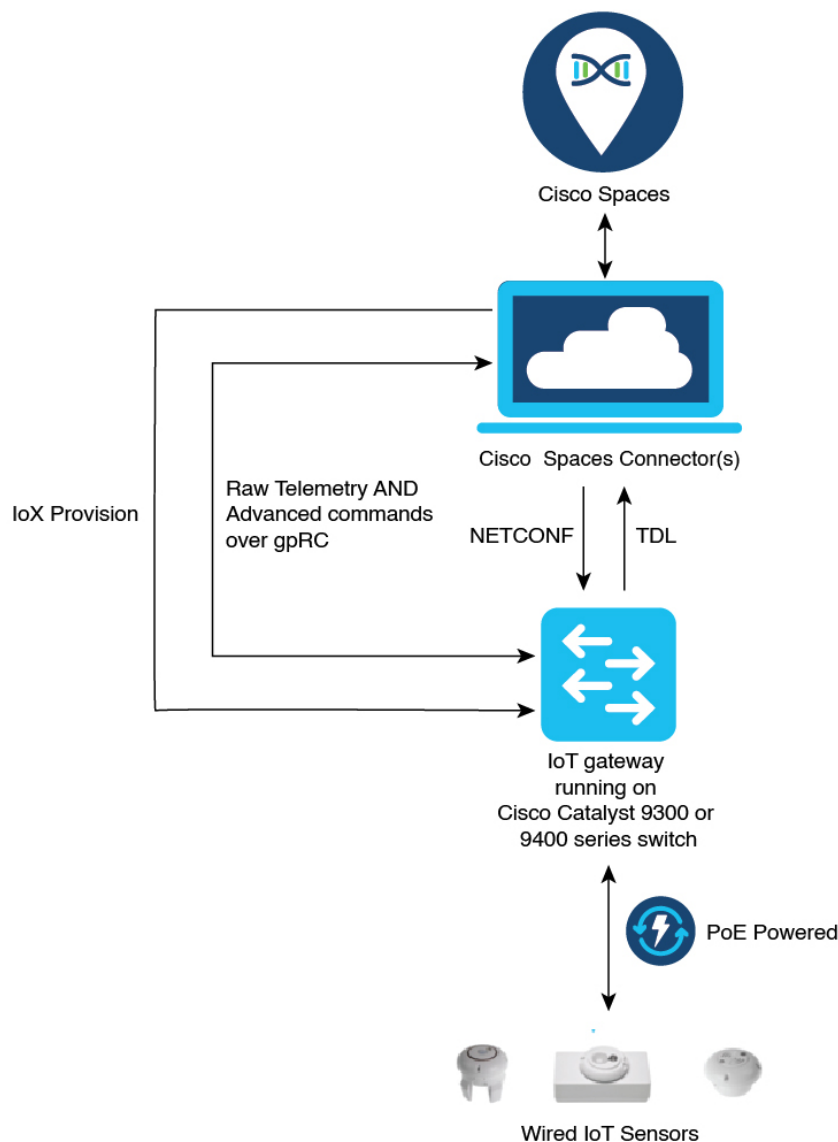 Cisco Spaces
Cisco Spaces Connector(s)
IoX Provision
Raw Telemetry AND
Advanced commands
over gpRC
NETCONF
TDL
IoT gateway
running on
Cisco Catalyst 9300 or
9400 series switch
PoE Powered
Wired IoT Sensors